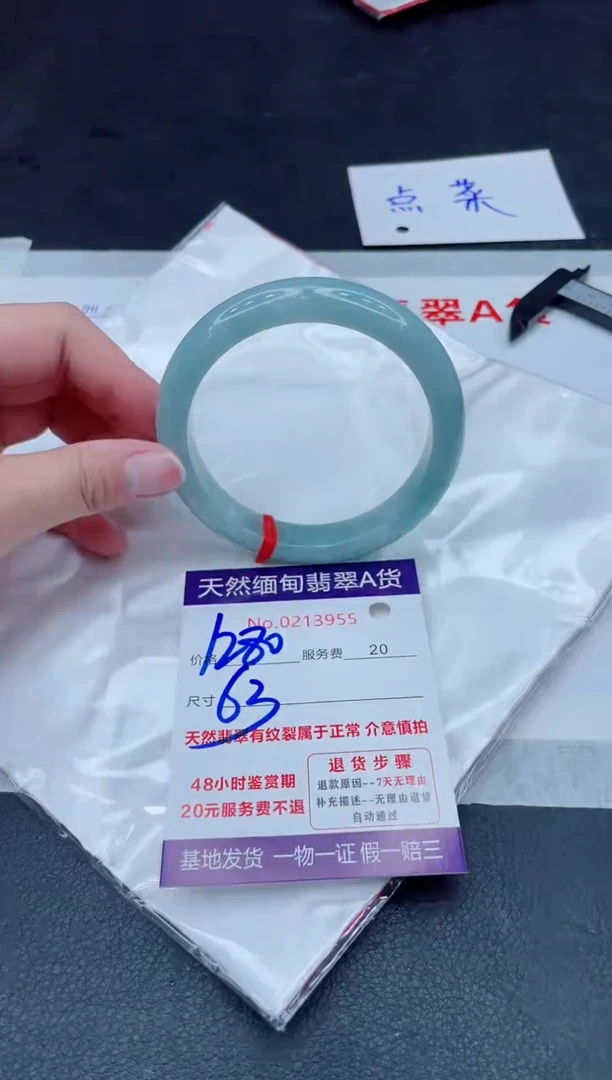 点菜
翠A货
天然缅甸翡翠A货
No.0213955
价格 1280 服务费 20
尺寸 63
天然翡翠有纹裂属于正常 介意慎拍
48小时鉴赏期
20元服务费不退
退货步骤
退款原因--7天无理由
补充描述--无理由退货
自动通过
基地发货 一物一证 假一赔三